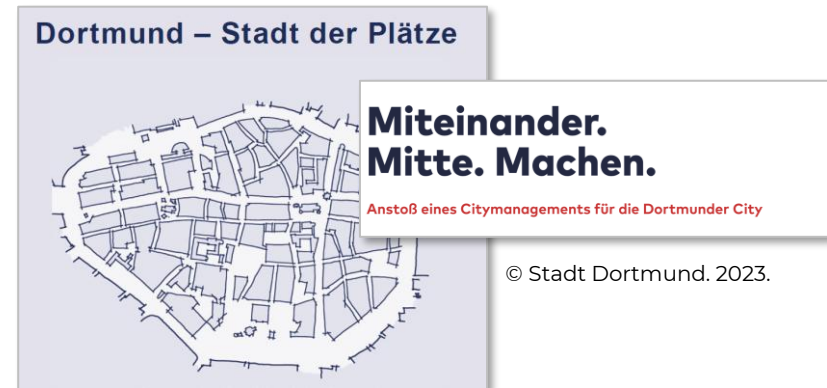 Dortmund – Stadt der Plätze
Miteinander.
Mitte. Machen.
Anstoß eines Citymanagements für die Dortmunder City
© Stadt Dortmund. 2023.